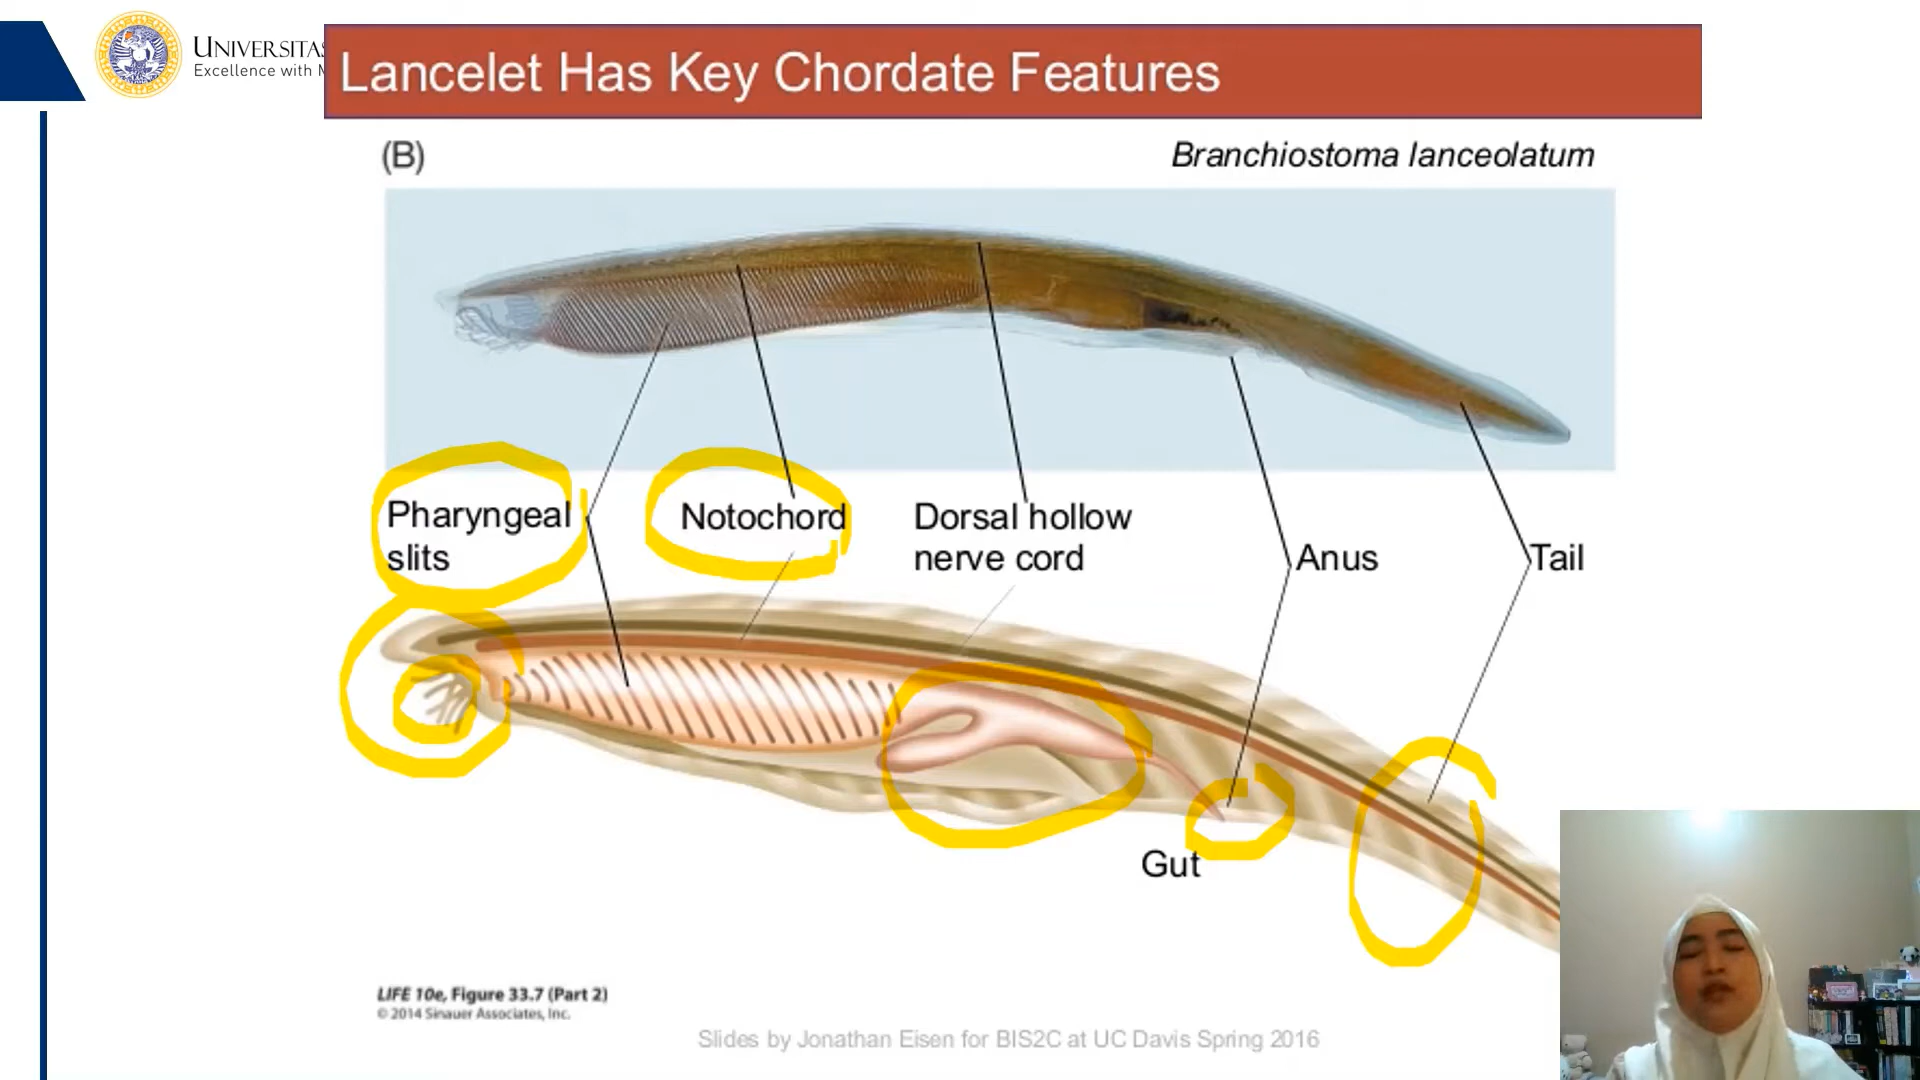 UNIVERSITAS
Excellence with
Lancelet Has Key Chordate Features
(B)
Branchiostoma lanceolatum
Pharyngeal
slits
Notochord
Dorsal hollow
nerve cord
Anus
Tail
Gut
LIFE 10e, Figure 33.7 (Part 2)
© 2014 Sinauer Associates, Inc.
Slides by Jonathan Eisen for BIS2C at UC Davis Spring 2016